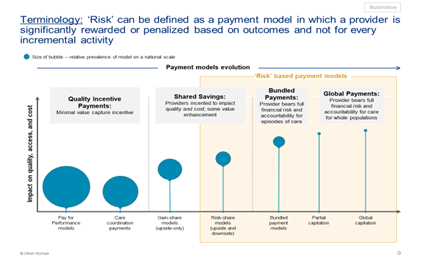 Illustrative
Terminology: ‘Risk’ can be defined as a payment model in which a provider is
significantly rewarded or penalized based on outcomes and not for every
incremental activity
Size of bubble – relative prevalence of model on a national scale
Payment models evolution
‘Risk’ based payment models
Quality Incentive
Payments:
Minimal value capture incentive
Shared Savings:
Providers incented to impact
quality and cost; some value
enhancement
Bundled
Payments:
Provider bears full
financial risk and
accountability for
episodes of care
Global Payments:
Provider bears full
financial risk and
accountability for care
for whole populations
Impact on quality, access, and cost
Pay for
Performance
models
Care
coordination
payments
Gain-share
models
(upside-only)
Risk-share
models
(upside and
downside)
Bundled
payment
models
Partial
capitation
Global
capitation
© Oliver Wyman